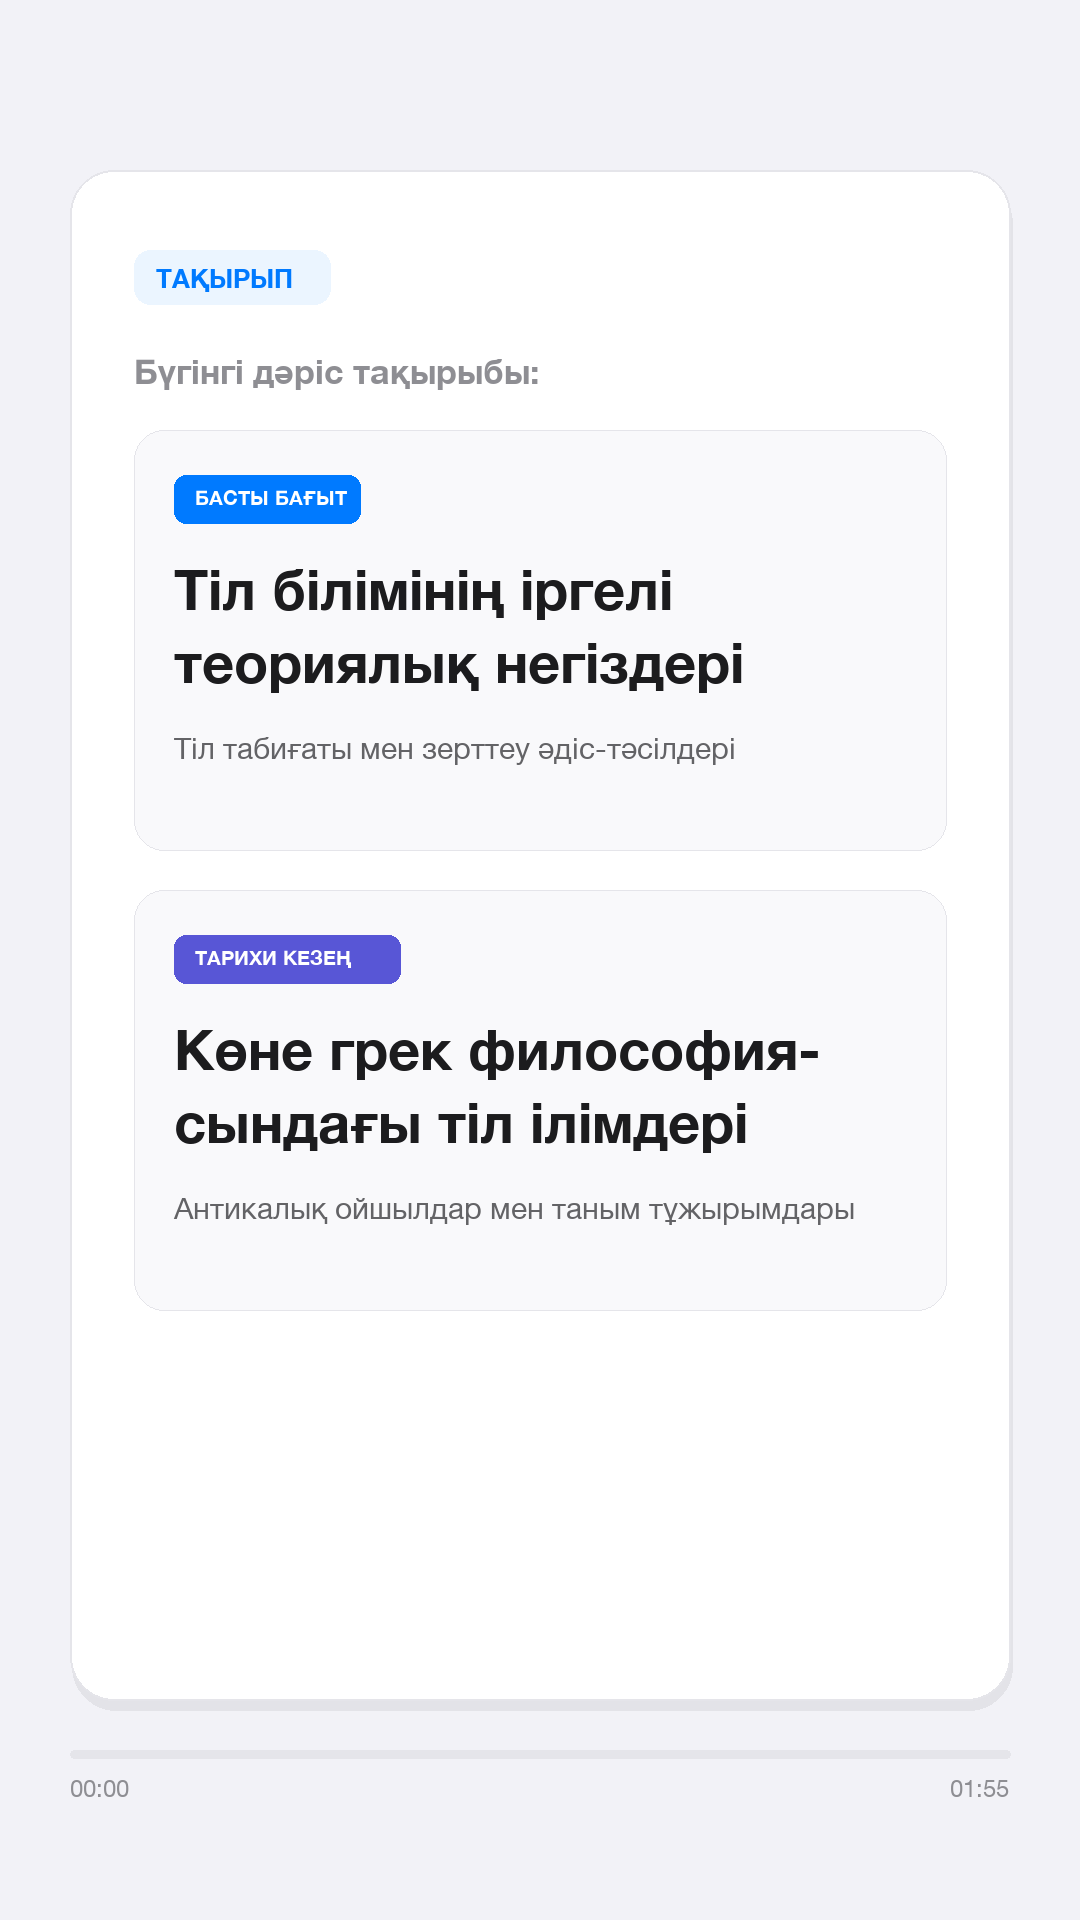 ТАҚЫРЫП
Бүгінгі дәріс тақырыбы:
БАСТЫ БАҒЫТ
Тіл білімінің іргелі
теориялық негіздері
Тіл табиғаты мен зерттеу әдіс-тәсілдері
ТАРИХИ КЕЗЕҢ
Көне грек философия-
сындағы тіл ілімдері
Антикалық ойшылдар мен таным тұжырымдары
00:00
01:55